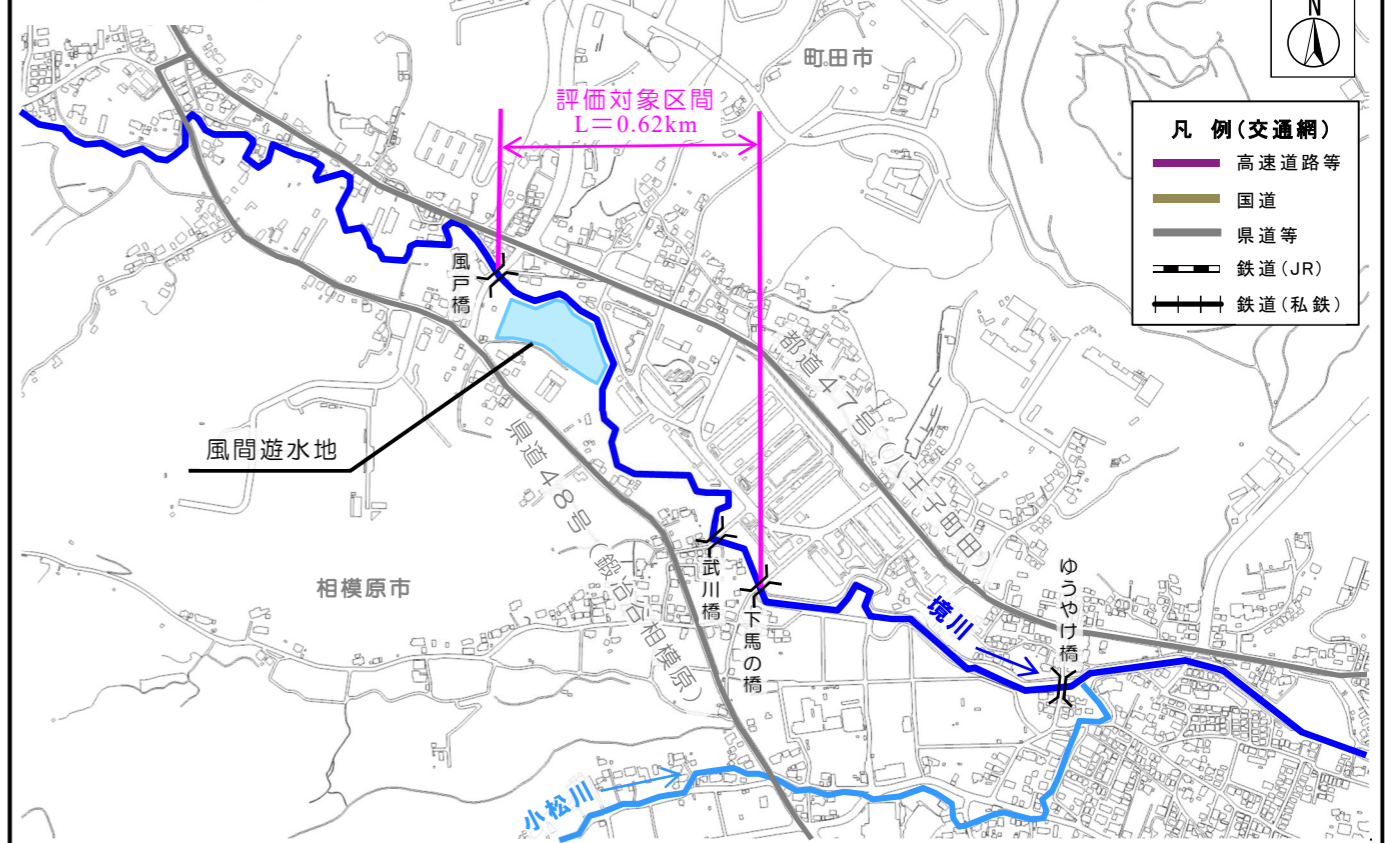 N
町田市
評価対象区間
L=0.62km
凡 例(交通網)
高速道路等
国道
県道等
鉄道(JR)
鉄道(私鉄)
風戸橋
都道47号(八王子町田)
風間遊水地
県道48号(鍛冶谷相模原)
相模原市
武川橋
下馬の橋
境川
ゆうやけ橋
小松川